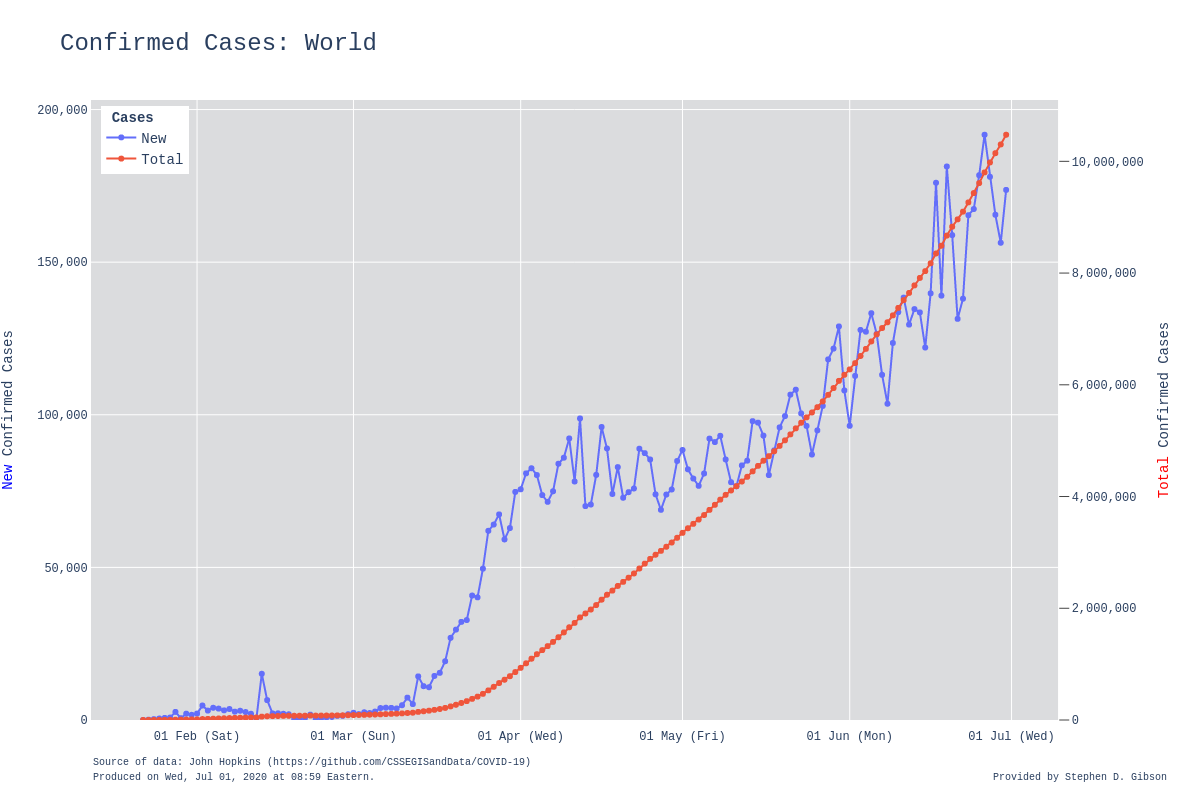 Confirmed Cases: World
Cases
New
Total
200,000
150,000
100,000
50,000
0
10,000,000
8,000,000
6,000,000
4,000,000
2,000,000
0
New Confirmed Cases
Total Confirmed Cases
01 Feb (Sat)
01 Mar (Sun)
01 Apr (Wed)
01 May (Fri)
01 Jun (Mon)
01 Jul (Wed)
Source of data: John Hopkins (https://github.com/CSSEGISandData/COVID-19)
Produced on Wed, Jul 01, 2020 at 08:59 Eastern.
Provided by Stephen D. Gibson